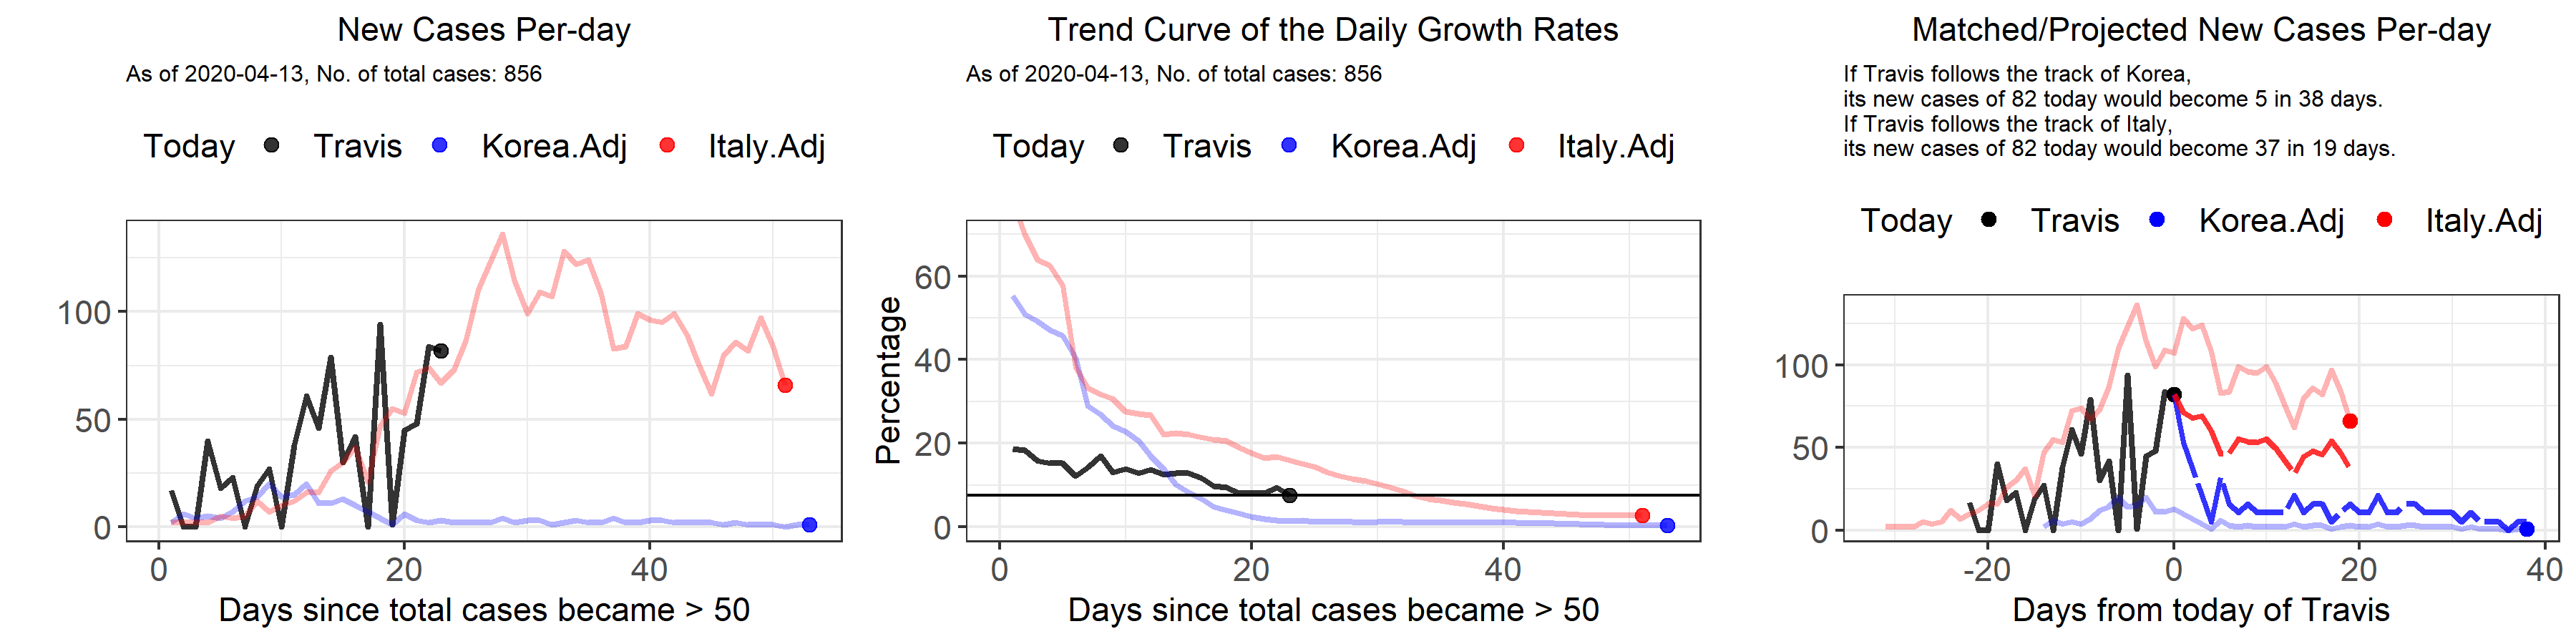 New Cases Per-day
As of 2020-04-13, No. of total cases: 856
Today Travis Korea.Adj Italy.Adj
100
50
0
0 20 40
Days since total cases became > 50
Trend Curve of the Daily Growth Rates
As of 2020-04-13, No. of total cases: 856
Today Travis Korea.Adj Italy.Adj
Percentage
60
40
20
0
0 20 40
Days since total cases became > 50
Matched/Projected New Cases Per-day
If Travis follows the track of Korea,
its new cases of 82 today would become 5 in 38 days.
If Travis follows the track of Italy,
its new cases of 82 today would become 37 in 19 days.
Today Travis Korea.Adj Italy.Adj
100
50
0
-20 0 20 40
Days from today of Travis